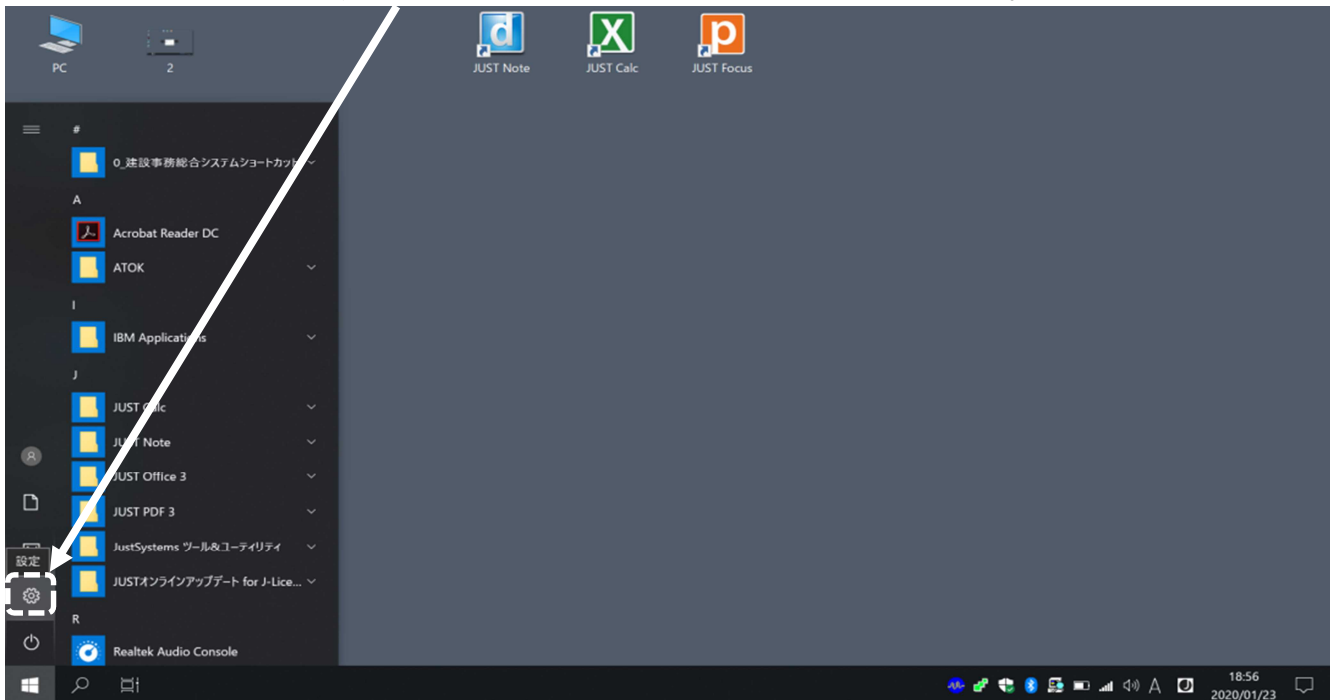 PC
2
JUST Note
JUST Calc
JUST Focus
#
0_建設事務総合システムショートカット
A
Acrobat Reader DC
ATOK
I
IBM Applications
J
JUST Calc
JUST Note
JUST Office 3
JUST PDF 3
JustSystems ツール&ユーティリティ
設定
JUSTオンラインアップデート for J-Lice...
R
Realtek Audio Console
A
18:56
2020/01/23